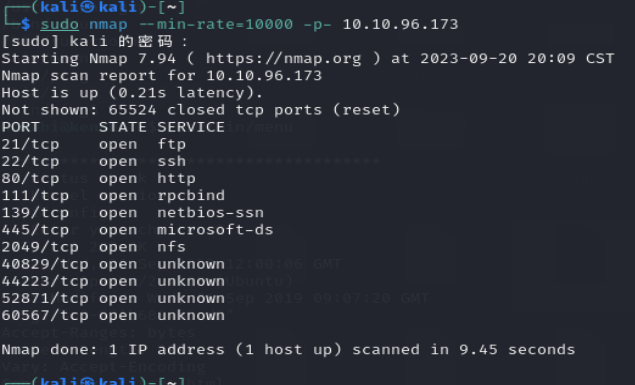 ┌──(kali㉿kali)-[~]
└─$ sudo nmap --min-rate=10000 -p- 10.10.96.173
[sudo] kali 的密码：
Starting Nmap 7.94 ( https://nmap.org ) at 2023-09-20 20:09 CST
Nmap scan report for 10.10.96.173
Host is up (0.21s latency).
Not shown: 65524 closed tcp ports (reset)
PORT      STATE SERVICE
21/tcp    open  ftp
22/tcp    open  ssh
80/tcp    open  http
111/tcp   open  rpcbind
139/tcp   open  netbios-ssn
445/tcp   open  microsoft-ds
2049/tcp  open  nfs
40829/tcp open  unknown
44223/tcp open  unknown
52871/tcp open  unknown
60567/tcp open  unknown
Accept-Ranges: bytes
Nmap done: 1 IP address (1 host up) scanned in 9.45 seconds
Vary: Accept-Encoding
┌──(kali㉿kali)-[~]